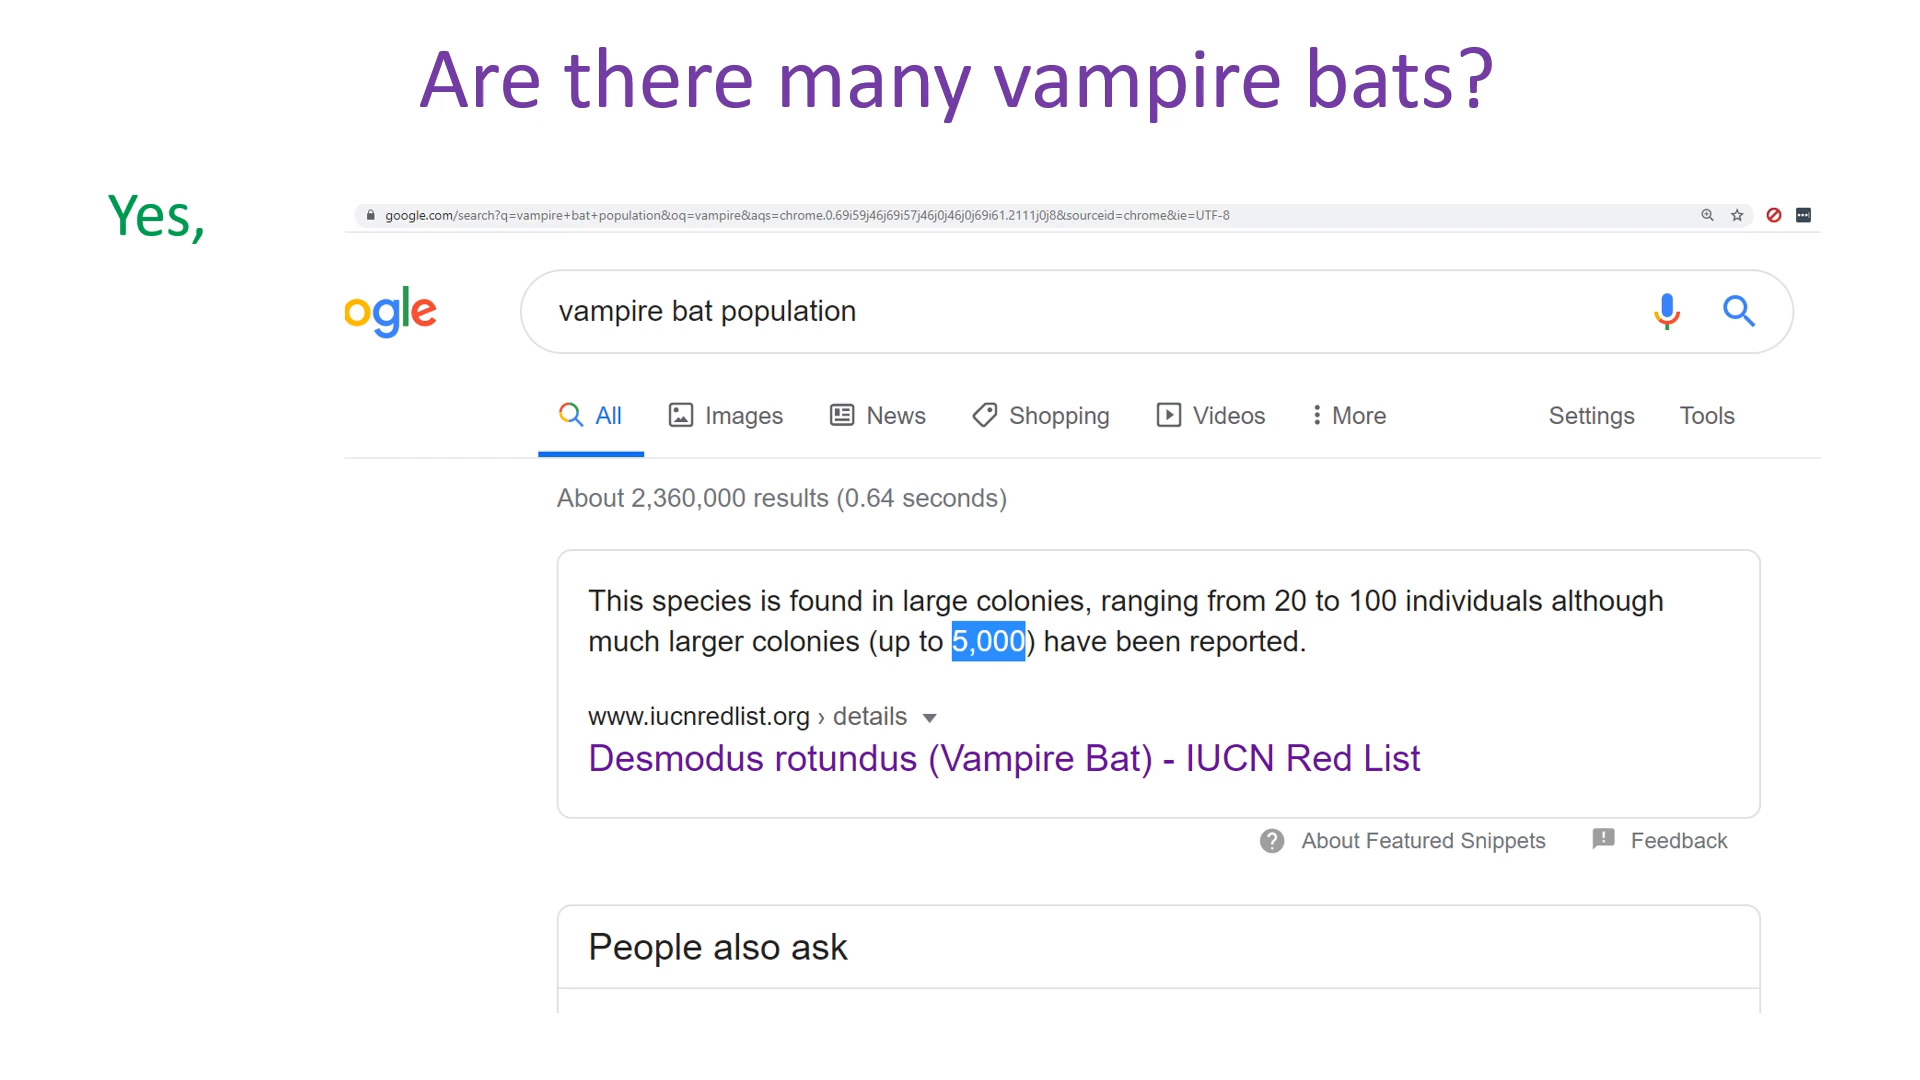 Are there many vampire bats?
Yes,
google.com/search?q=vampire+bat+population&oq=vampire&aqs=chrome.0.69i59j46j69i57j46j0j46j0j69i61.2111j0j8&sourceid=chrome&ie=UTF-8
ogle
vampire bat population
All Images News Shopping Videos More Settings Tools
About 2,360,000 results (0.64 seconds)
This species is found in large colonies, ranging from 20 to 100 individuals although
much larger colonies (up to 5,000) have been reported.
www.iucnredlist.org › details
Desmodus rotundus (Vampire Bat) - IUCN Red List
About Featured Snippets Feedback
People also ask